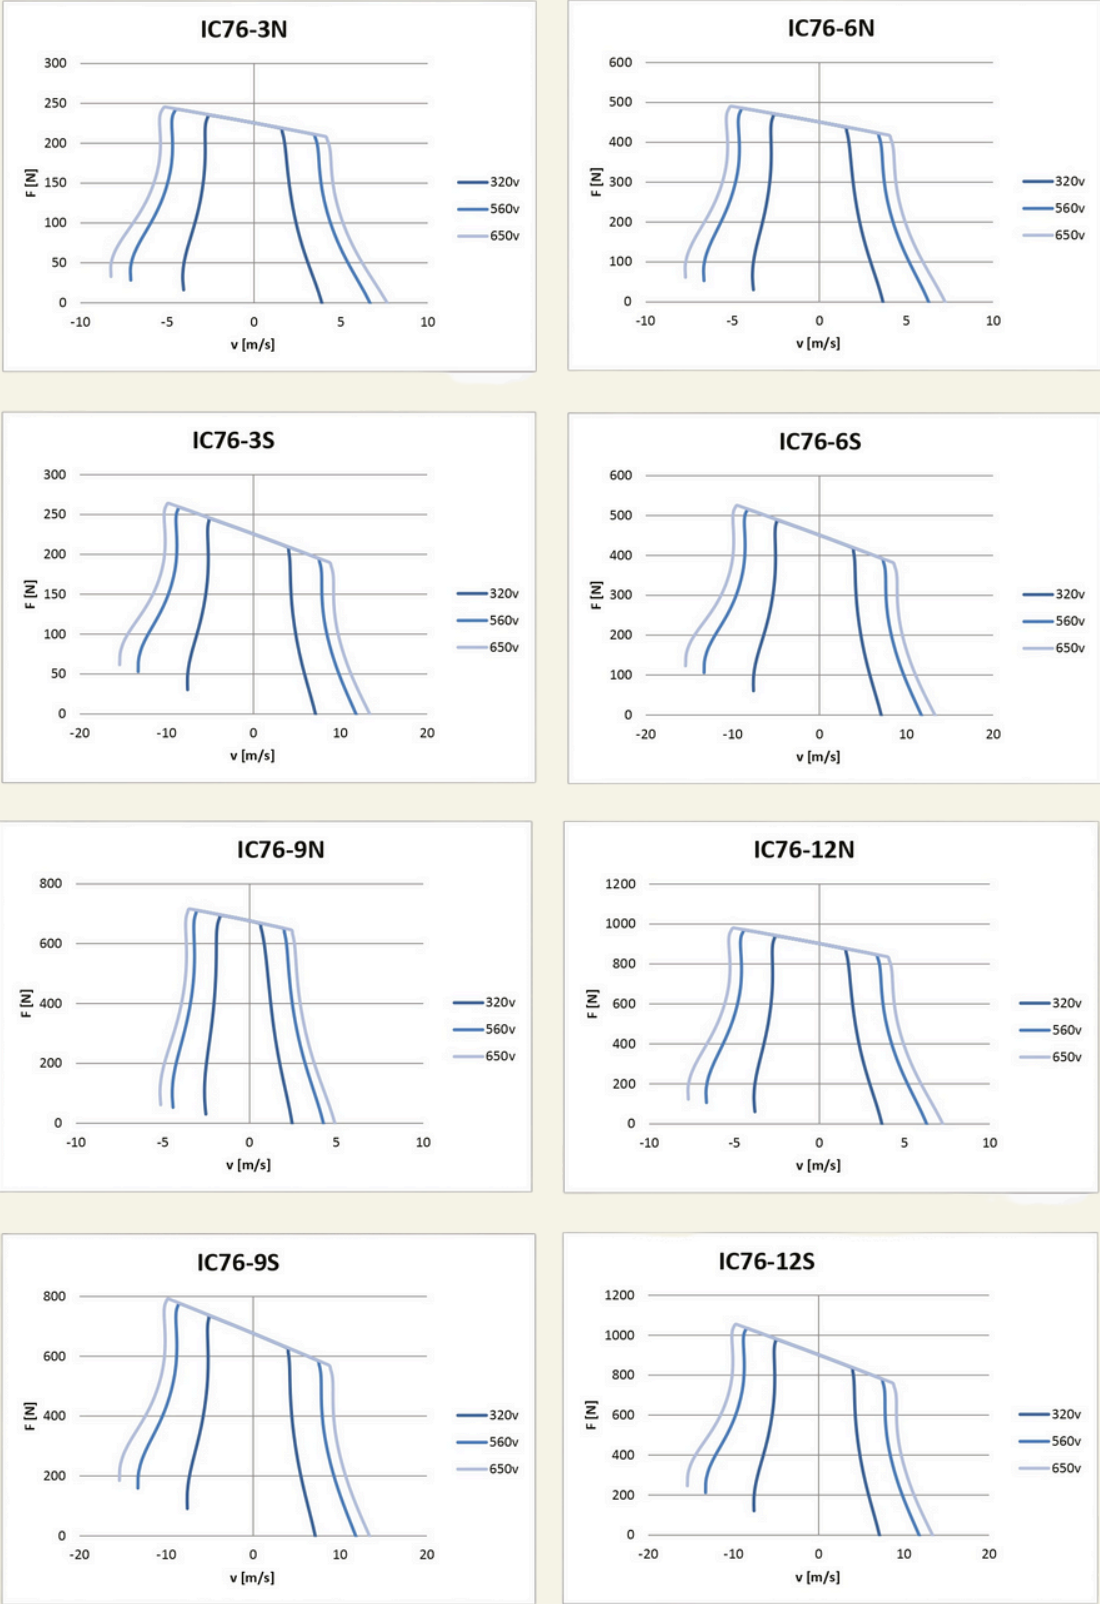 IC76-3N
300
250
200
150
100
50
0
F [N]
-10 -5 0 5 10
v [m/s]
320v
560v
650v
IC76-6N
600
500
400
300
200
100
0
F [N]
-10 -5 0 5 10
v [m/s]
320v
560v
650v
IC76-3S
300
250
200
150
100
50
0
F [N]
-20 -10 0 10 20
v [m/s]
320v
560v
650v
IC76-6S
600
500
400
300
200
100
0
F [N]
-20 -10 0 10 20
v [m/s]
320v
560v
650v
IC76-9N
800
600
400
200
0
F [N]
-10 -5 0 5 10
v [m/s]
320v
560v
650v
IC76-12N
1200
1000
800
600
400
200
0
F [N]
-10 -5 0 5 10
v [m/s]
320v
560v
650v
IC76-9S
800
600
400
200
0
F [N]
-20 -10 0 10 20
v [m/s]
320v
560v
650v
IC76-12S
1200
1000
800
600
400
200
0
F [N]
-20 -10 0 10 20
v [m/s]
320v
560v
650v